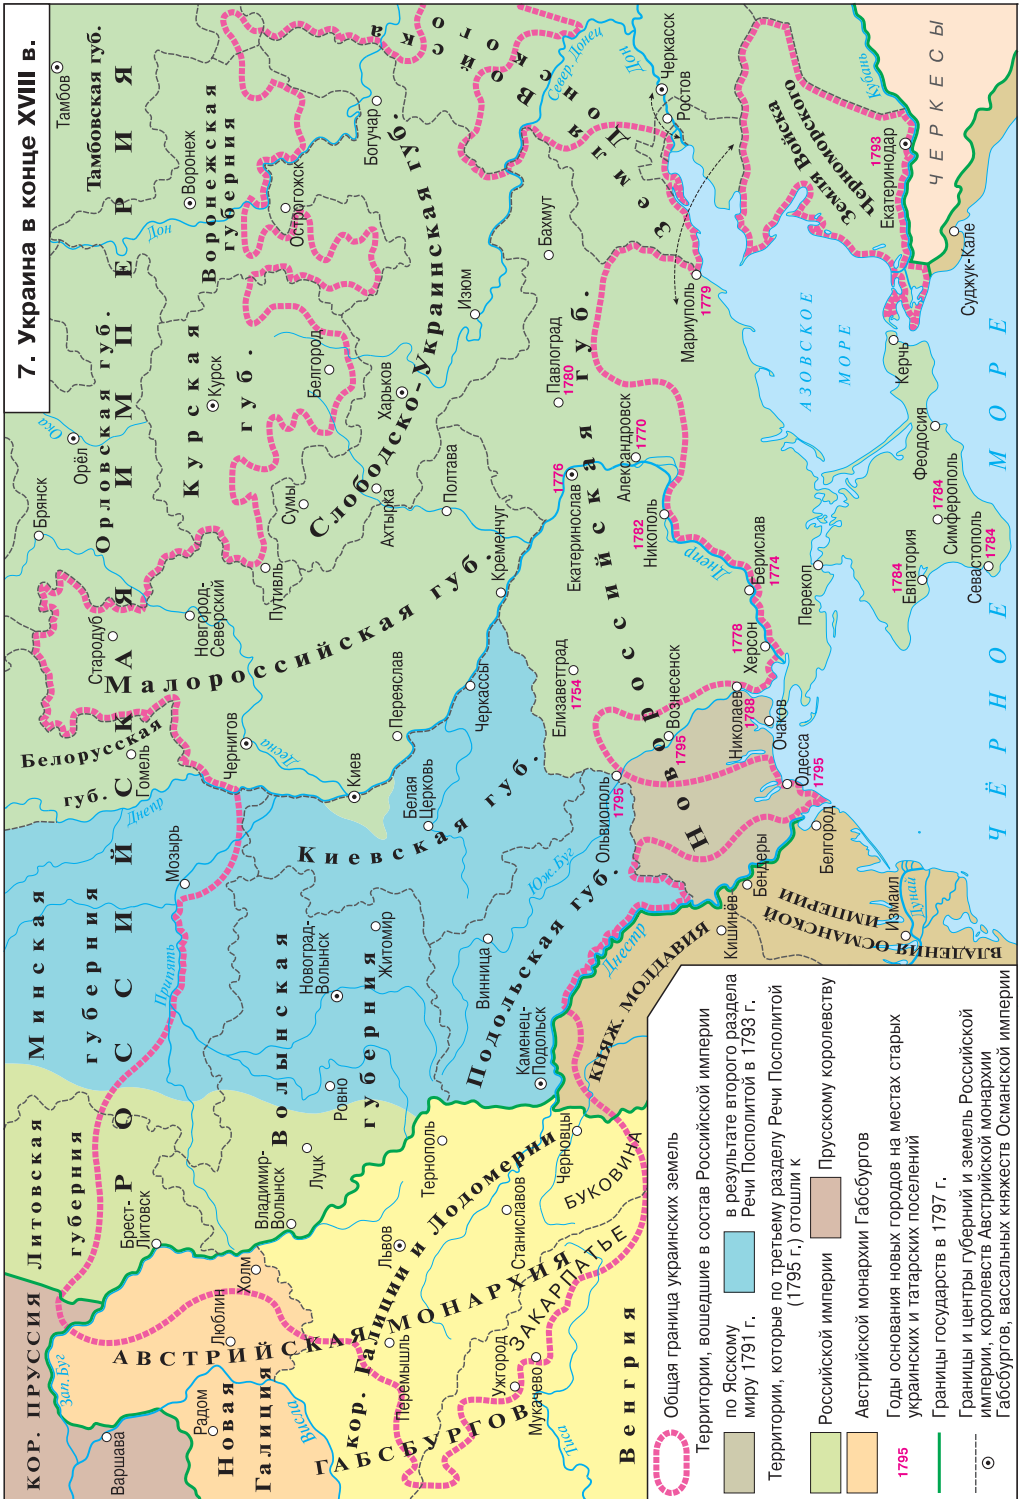 7. Украина в конце XVIII в.
РОССИЙСКАЯ ИМПЕРИЯ
КОР. ПРУССИЯ
Литовская
губерния
Минская
губерния
Белорусская
губ.
Орловская губ.
Тамбовская губ.
Курская
губ.
Воронежская
губерния
Малороссийская губ.
Слободско-Украинская губ.
Волынская
губерния
Киевская губ.
Подольская губ.
Новороссийская губ.
Земля Донского
Войска
Земля Войска
Черноморского
ЧЕРКЕСЫ
Новая
Галиция
АВСТРИЙСКАЯ МОНАРХИЯ
ГАБСБУРГОВ
кор. Галиции и Лодомерии
ЗАКАРПАТЬЕ
БУКОВИНА
Венгрия
КНЯЖ. МОЛДАВИЯ
ВЛАДЕНИЯ ОСМАНСКОЙ
ИМПЕРИИ
ЧЁРНОЕ МОРЕ
АЗОВСКОЕ
МОРЕ
Зап. Буг
Висла
Тиса
Припять
Днепр
Десна
Ока
Дон
Север. Донец
Дон
Кубань
Юж. Буг
Днестр
Днепр
Дунай
Варшава
Радом
Люблин
Холм
Брест-
Литовск
Мозырь
Гомель
Стародуб
Брянск
Орёл
Тамбов
Чернигов
Новгород-
Северский
Путивль
Курск
Воронеж
Острогожск
Богучар
Белгород
Сумы
Харьков
Ахтырка
Изюм
Полтава
Кременчуг
Переяслав
Киев
Белая
Церковь
Черкассы
Владимир-
Волынск
Луцк
Ровно
Новоград-
Волынск
Житомир
Винница
Каменец-
Подольск
Перемышль
Львов
Тернополь
Станиславов
Черновцы
Ужгород
Мукачево
Кишинёв
Бендеры
Белгород
Измаил
Ольвиополь
1795
Вознесенск
1795
Елизаветград
1754
Николаев
1788
Очаков
Одесса
1795
Херсон
1778
Берислав
1774
Никополь
1782
Екатеринослав
1776
Александровск
1770
Павлоград
1780
Бахмут
Мариуполь
1779
Ростов
Черкасск
Екатеринодар
1793
Суджук-Кале
Керчь
Феодосия
Симферополь
1784
Севастополь
1784
Евпатория
1784
Перекоп
Общая граница украинских земель
Территории, вошедшие в состав Российской империи
по Ясскому
миру 1791 г.
в результате второго раздела
Речи Посполитой в 1793 г.
Территории, которые по третьему разделу Речи Посполитой
(1795 г.) отошли к
Российской империи
Прусскому королевству
Австрийской монархии Габсбургов
1795
Годы основания новых городов на местах старых
украинских и татарских поселений
Границы государств в 1797 г.
Границы и центры губерний и земель Российской
империи, королевств Австрийской монархии
Габсбургов, вассальных княжеств Османской империи